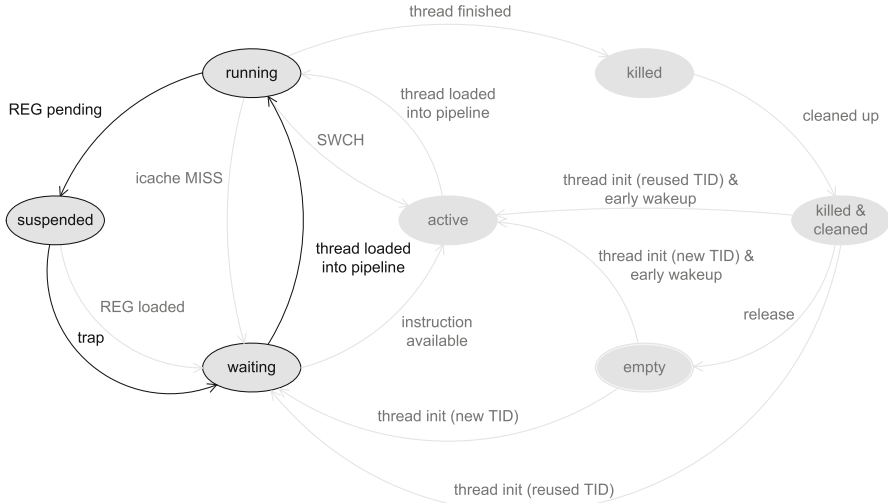 thread finished
running
killed
REG pending
thread loaded
into pipeline
cleaned up
SWCH
icache MISS
thread init (reused TID) &
early wakeup
suspended
active
killed &
cleaned
thread loaded
into pipeline
thread init (new TID) &
early wakeup
REG loaded
trap
instruction
available
release
waiting
empty
thread init (new TID)
thread init (reused TID)